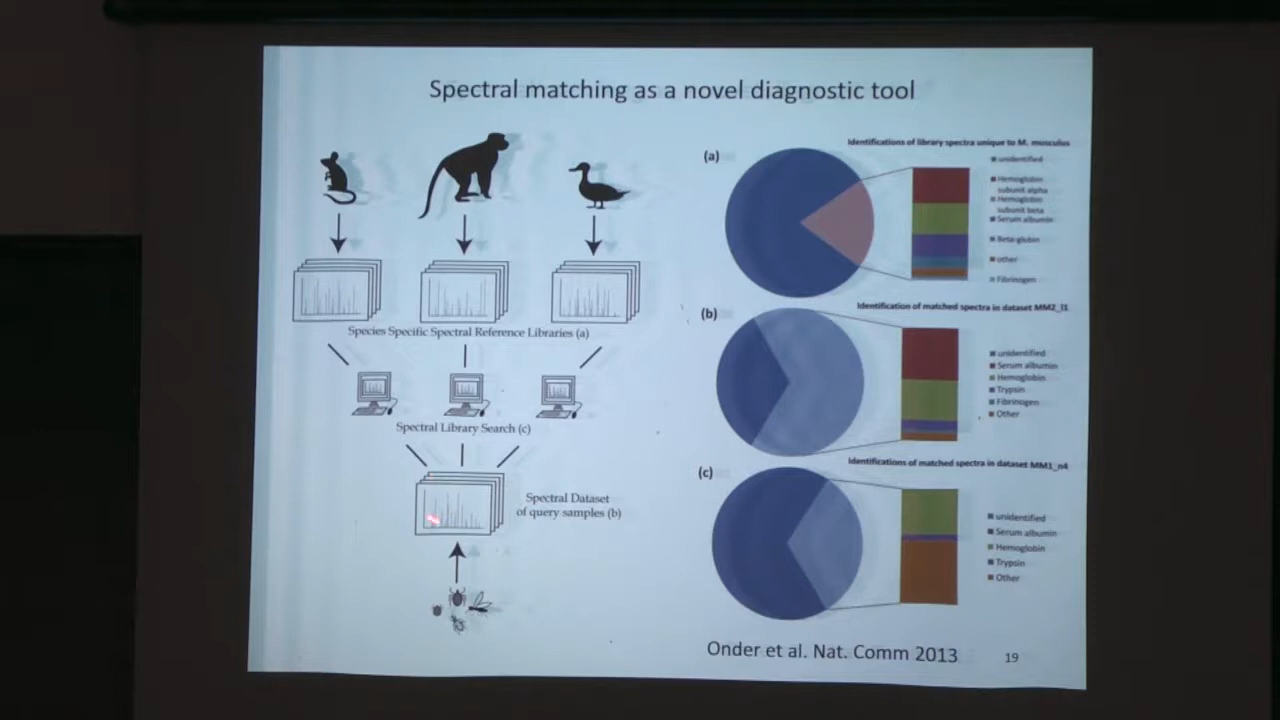 Spectral matching as a novel diagnostic tool
Species Specific Spectral Reference Libraries (a)
Spectral Library Search (c)
Spectral Dataset
of query samples (b)
(a)
Identifications of library spectra unique to M. musculus
unidentified
Hemoglobin
subunit alpha
Hemoglobin
subunit beta
Serum albumin
Beta-globin
other
Fibrinogen
(b)
Identification of matched spectra in dataset MM2_l1
unidentified
Serum albumin
Hemoglobin
Trypsin
Fibrinogen
Other
(c)
Identifications of matched spectra in dataset MM1_n4
unidentified
Serum albumin
Hemoglobin
Trypsin
Other
Onder et al. Nat. Comm 2013
19